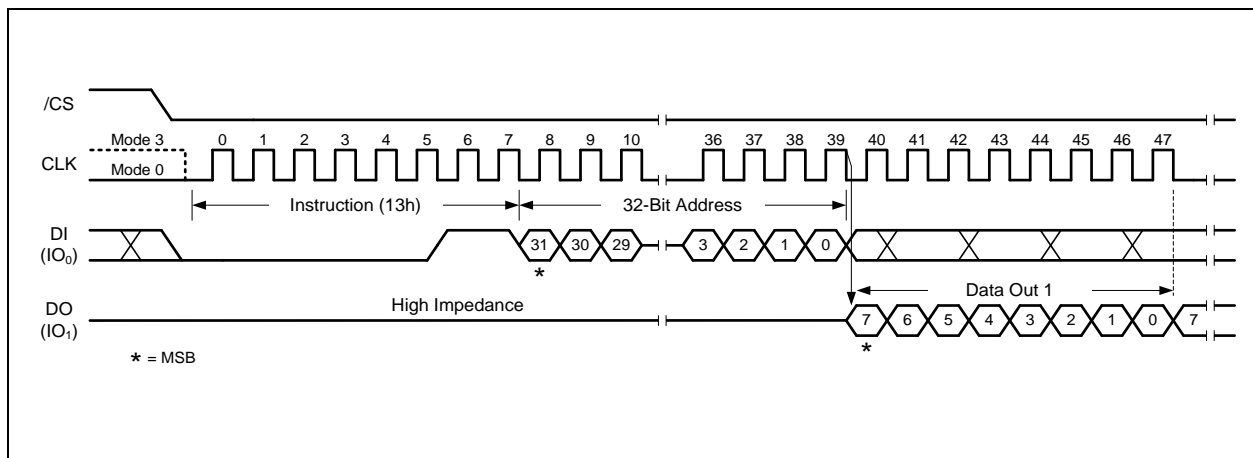 /CS
Mode 3
0 1 2 3 4 5 6 7 8 9 10 36 37 38 39 40 41 42 43 44 45 46 47
CLK
Mode 0
Instruction (13h) 32-Bit Address
DI
(IO0)
31 30 29 3 2 1 0
*
High Impedance Data Out 1
DO
(IO1)
7 6 5 4 3 2 1 0 7
*
* = MSB